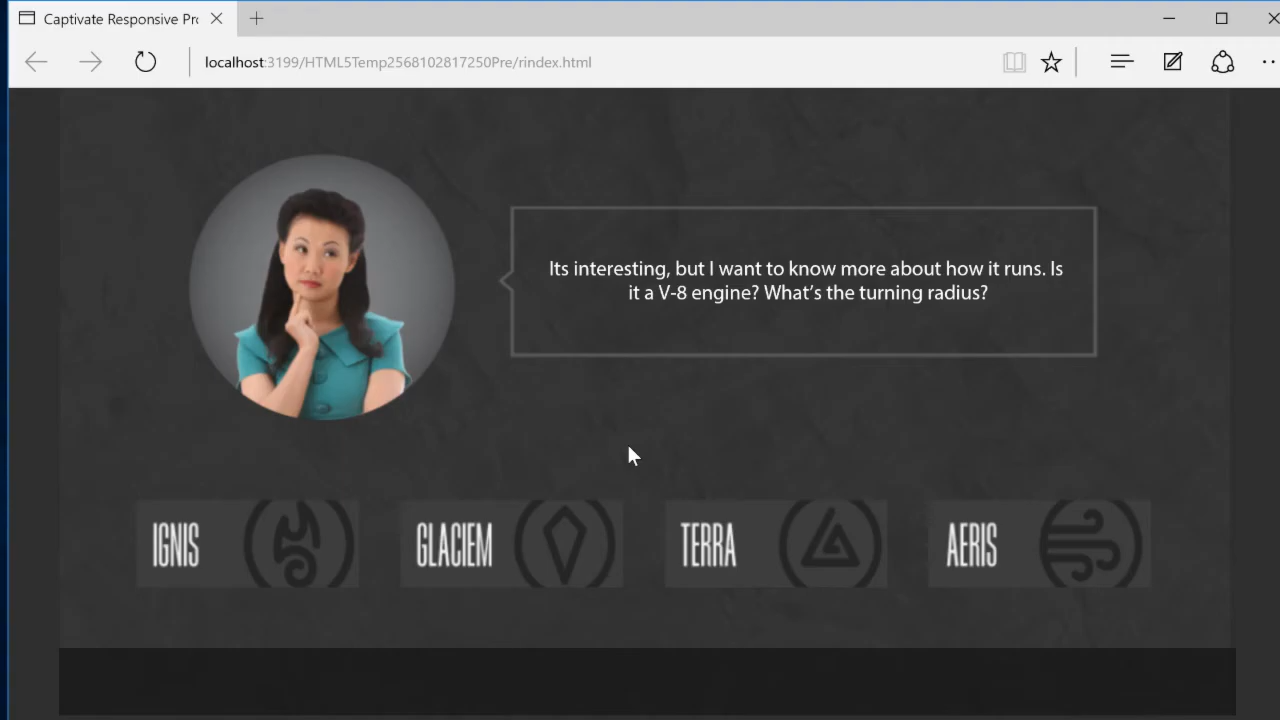 Captivate Responsive Pr
localhost:3199/HTML5Temp2568102817250Pre/rindex.html
Its interesting, but I want to know more about how it runs. Is
it a V-8 engine? What’s the turning radius?
IGNIS
GLACIEM
TERRA
AERIS